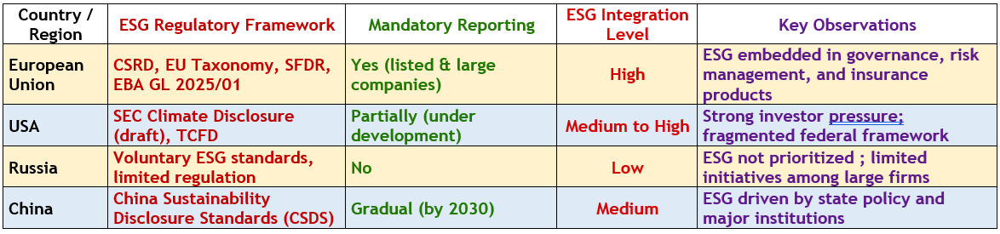 Country / Region
ESG Regulatory Framework
Mandatory Reporting
ESG Integration Level
Key Observations
European Union
CSRD, EU Taxonomy, SFDR,
EBA GL 2025/01
Yes (listed & large
companies)
High
ESG embedded in governance, risk
management, and insurance
products
USA
SEC Climate Disclosure
(draft), TCFD
Partially (under
development)
Medium to High
Strong investor pressure;
fragmented federal framework
Russia
Voluntary ESG standards,
limited regulation
No
Low
ESG not prioritized ; limited
initiatives among large firms
China
China Sustainability
Disclosure Standards (CSDS)
Gradual (by 2030)
Medium
ESG driven by state policy and
major institutions